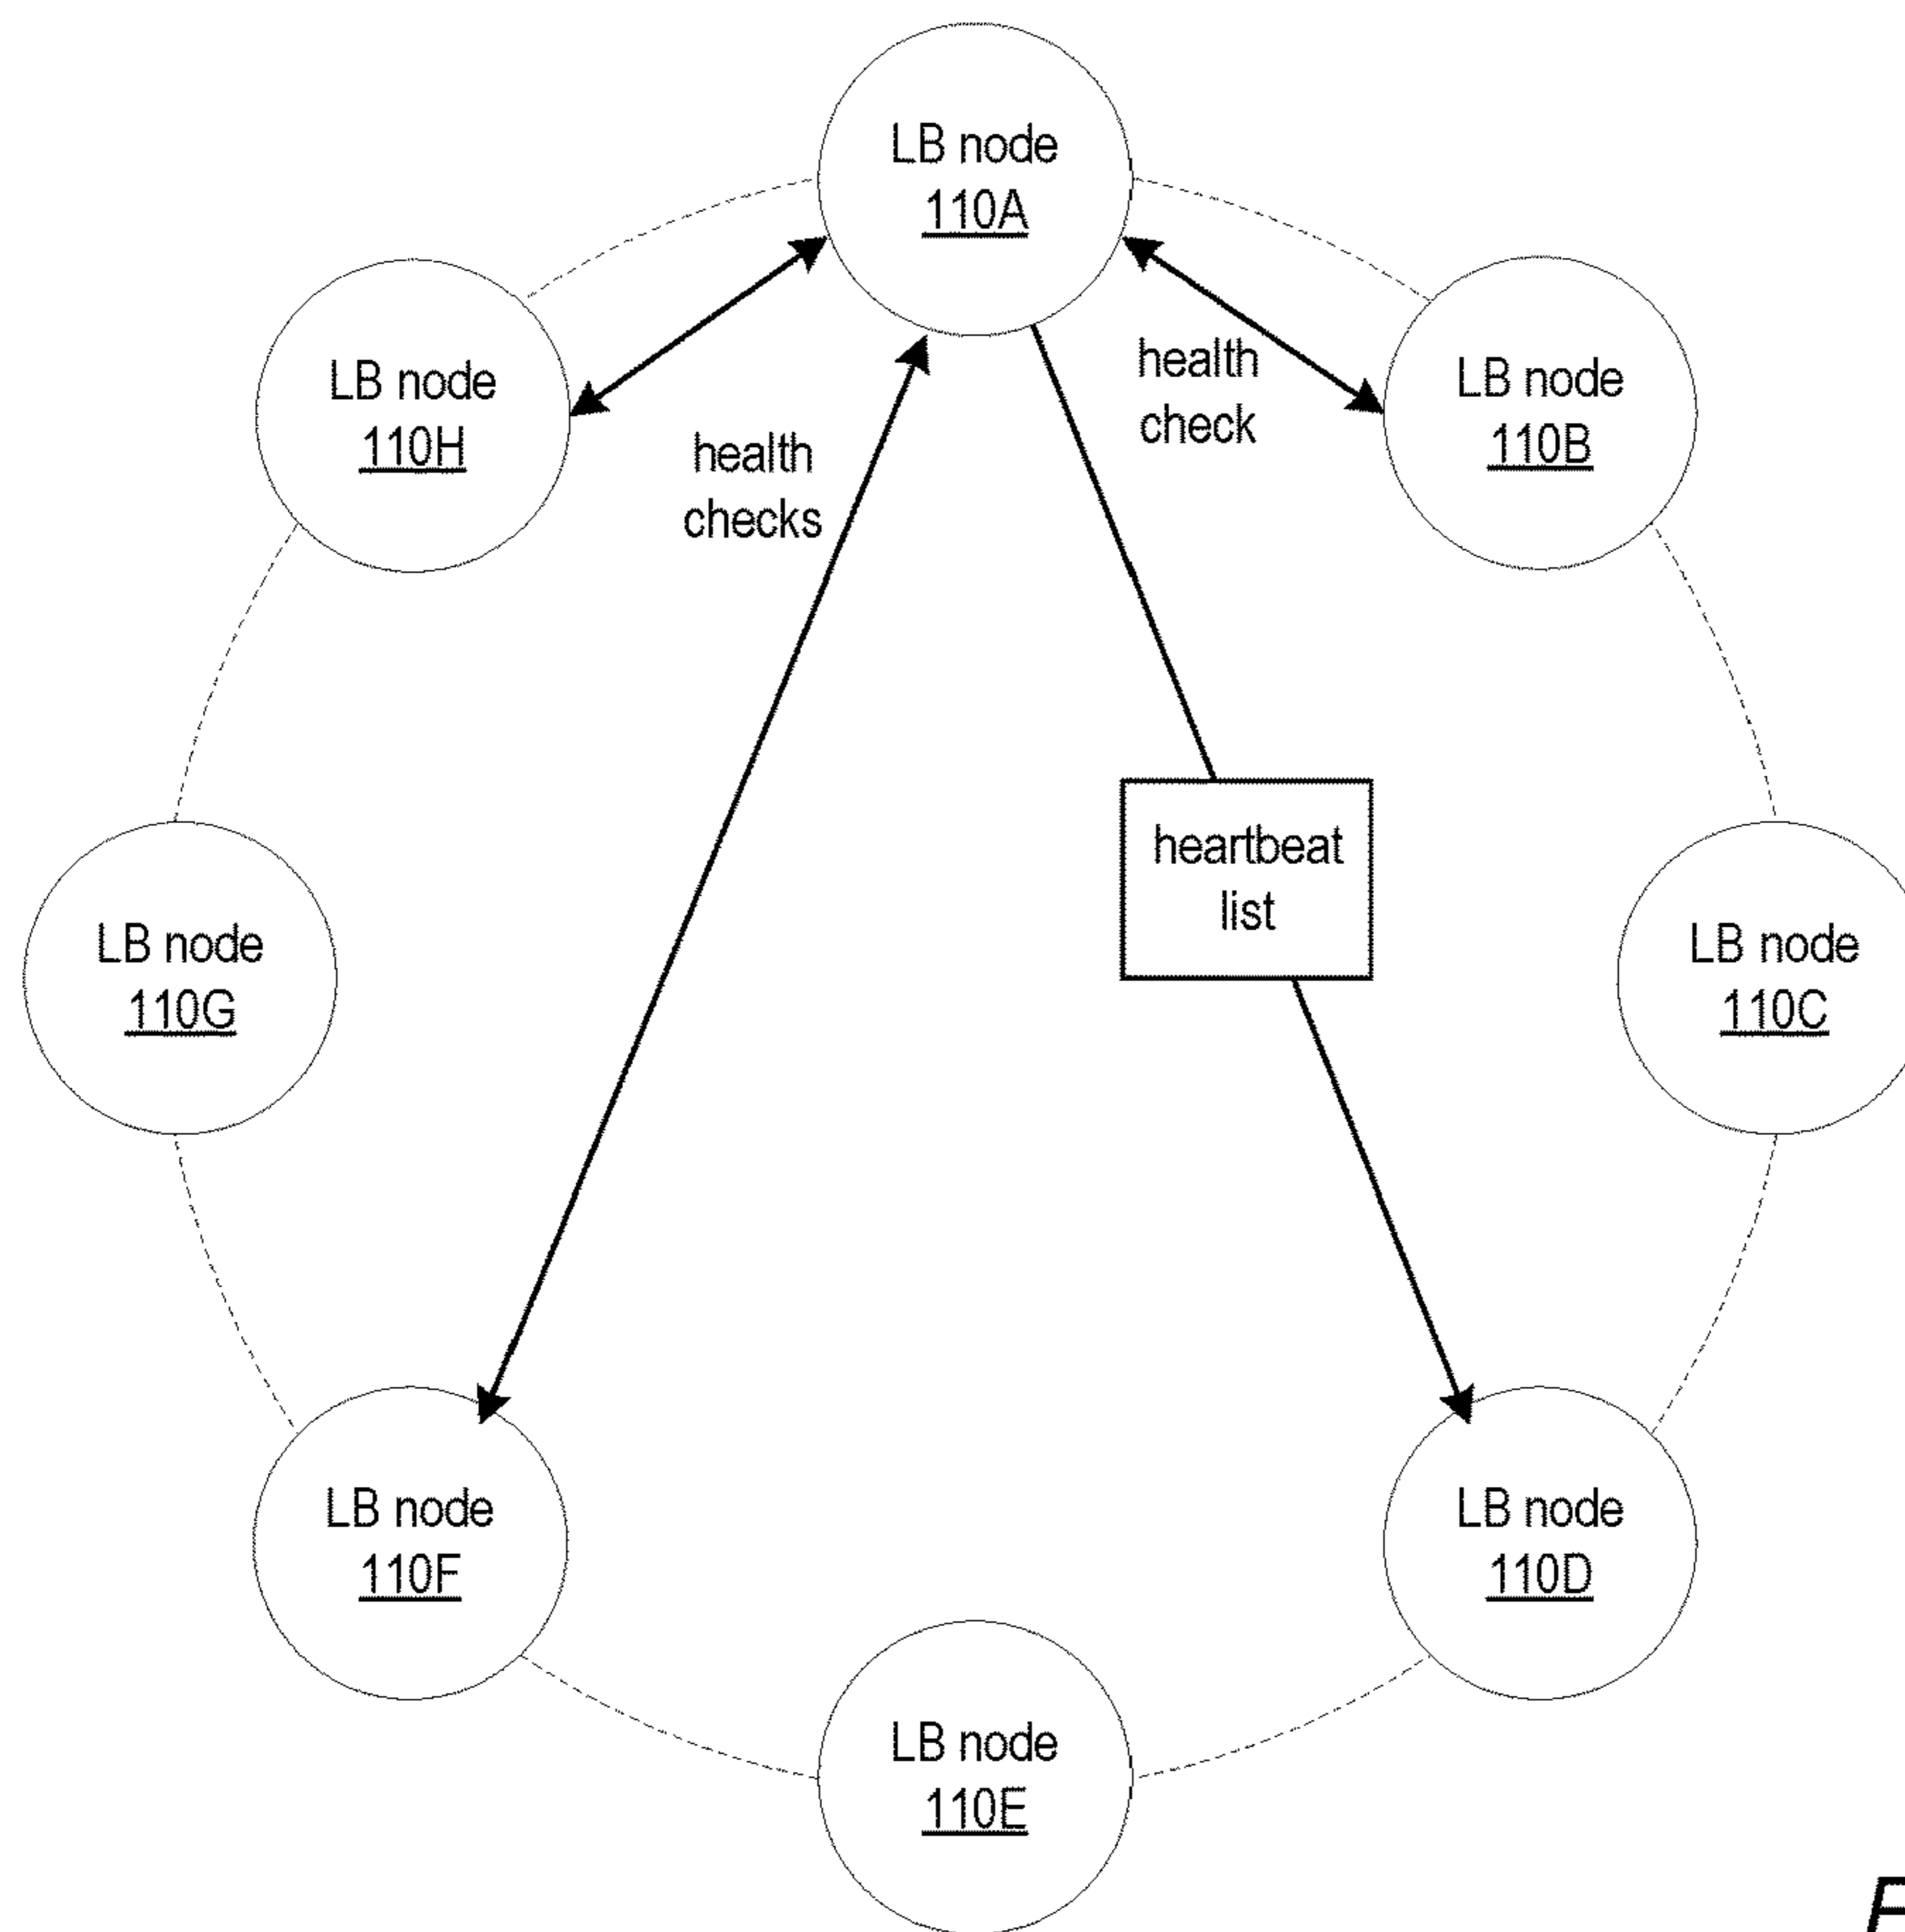 LB node
110A
LB node
110H
health
check
LB node
110B
health
checks
heartbeat
list
LB node
110G
LB node
110C
LB node
110F
LB node
110D
LB node
110E